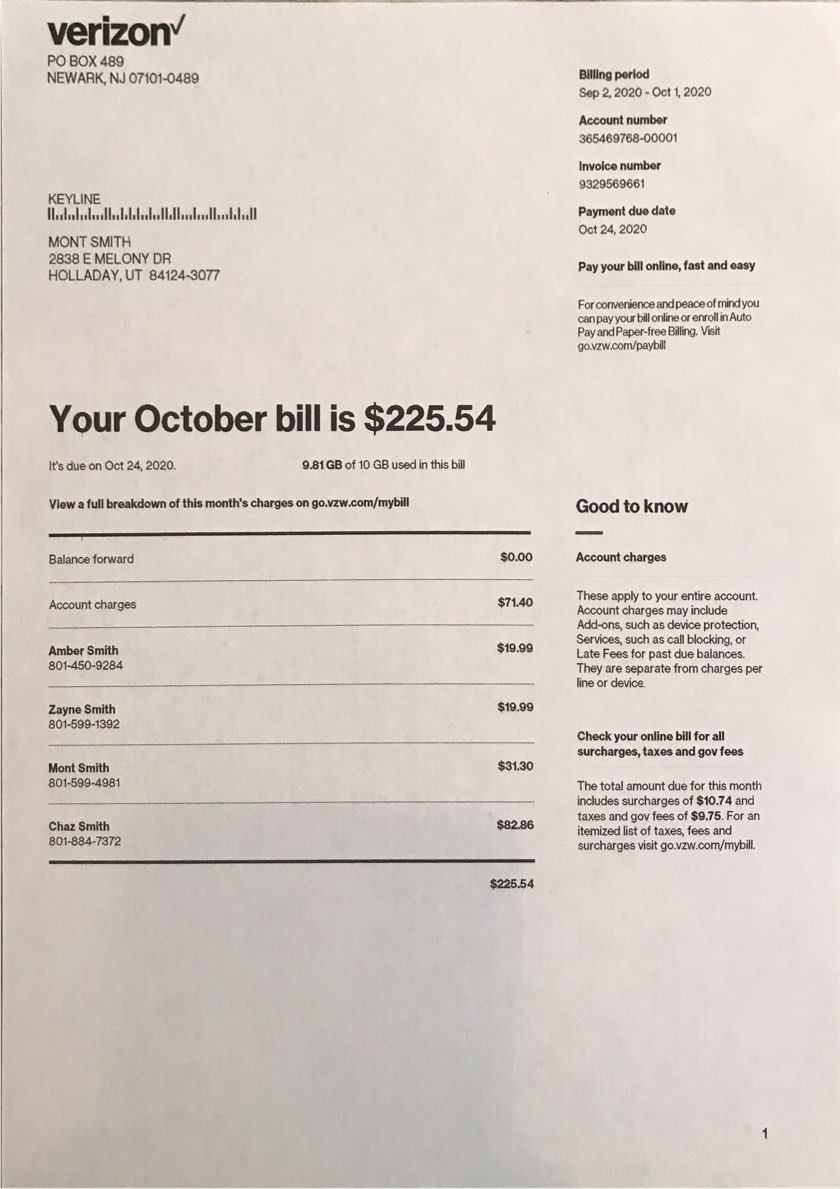 verizon✓
PO BOX 489
NEWARK, NJ 07101-0489
Billing period
Sep 2, 2020 - Oct 1, 2020
Account number
365469768-00001
Invoice number
9329569661
Payment due date
Oct 24, 2020
Pay your bill online, fast and easy
For convenience and peace of mind you
can pay your bill online or enroll in Auto
Pay and Paper-free Billing. Visit
go.vzw.com/paybill
KEYLINE
MONT SMITH
2838 E MELONY DR
HOLLADAY, UT 84124-3077
Your October bill is $225.54
It's due on Oct 24, 2020. 9.81 GB of 10 GB used in this bill
View a full breakdown of this month's charges on go.vzw.com/mybill
Balance forward $0.00
Account charges $71.40
Amber Smith $19.99
801-450-9284
Zayne Smith $19.99
801-599-1392
Mont Smith $31.30
801-599-4981
Chaz Smith $82.86
801-884-7372
$225.54
Good to know
Account charges
These apply to your entire account.
Account charges may include
Add-ons, such as device protection,
Services, such as call blocking, or
Late Fees for past due balances.
They are separate from charges per
line or device.
Check your online bill for all
surcharges, taxes and gov fees
The total amount due for this month
includes surcharges of $10.74 and
taxes and gov fees of $9.75. For an
itemized list of taxes, fees and
surcharges visit go.vzw.com/mybill.
1